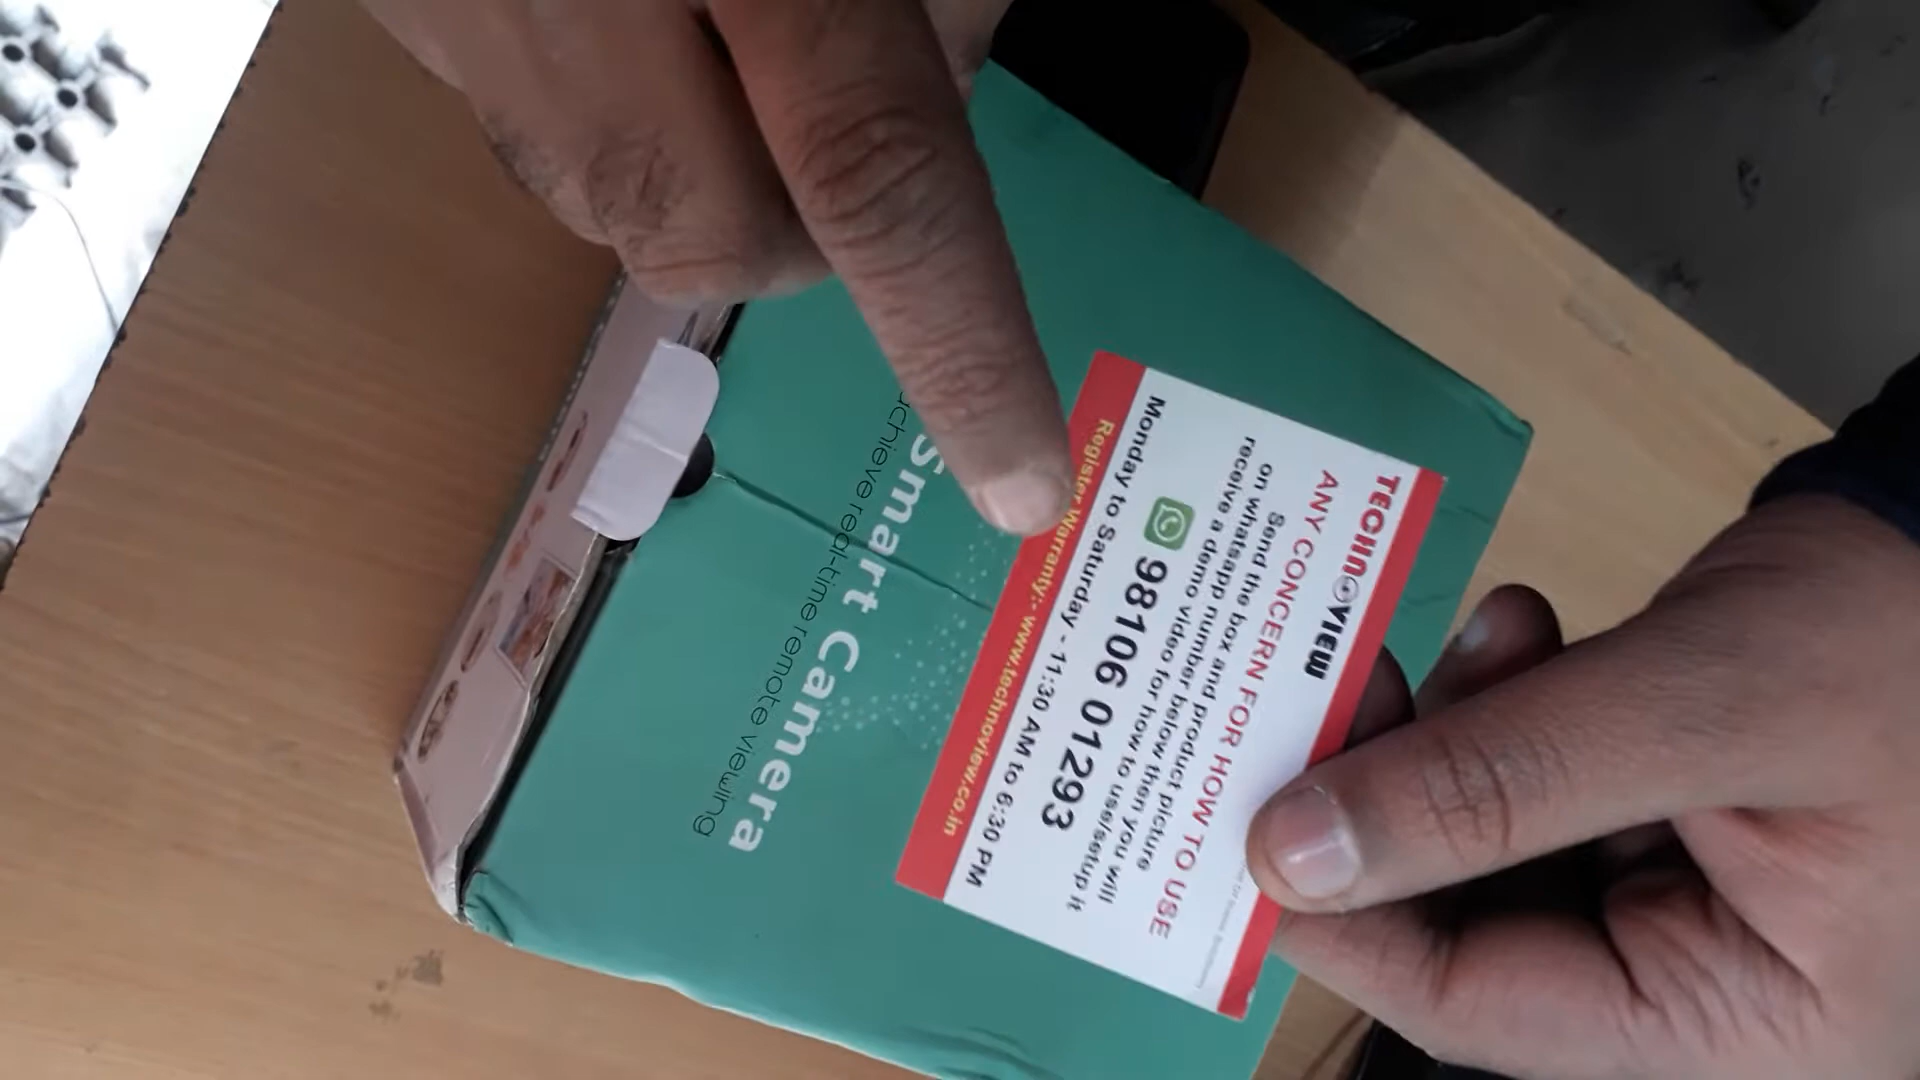 TECHNOVIEW
ANY CONCERN FOR HOW TO USE
Send the box and product picture
on whatsapp number below then you will
receive a demo video for how to use/setup it
98106 01293
Monday to Saturday - 11:30 AM to 6:30 PM
Register Warranty:- www.technoview.co.in
Smart Camera
achieve real-time remote viewing